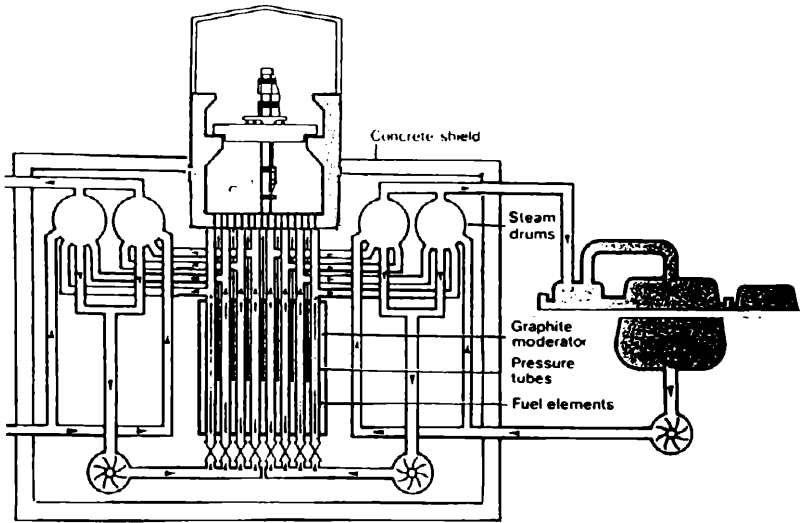 Concrete shield
Steam
drums
Graphite
moderator
Pressure
tubes
Fuel elements